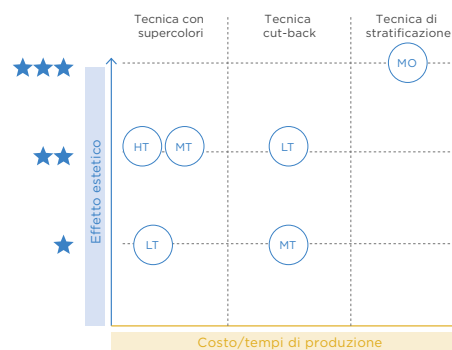 Tecnica con
supercolori
Tecnica
cut-back
Tecnica di
stratificazione
MO
HT
MT
LT
LT
MT
Effetto estetico
Costo/tempi di produzione